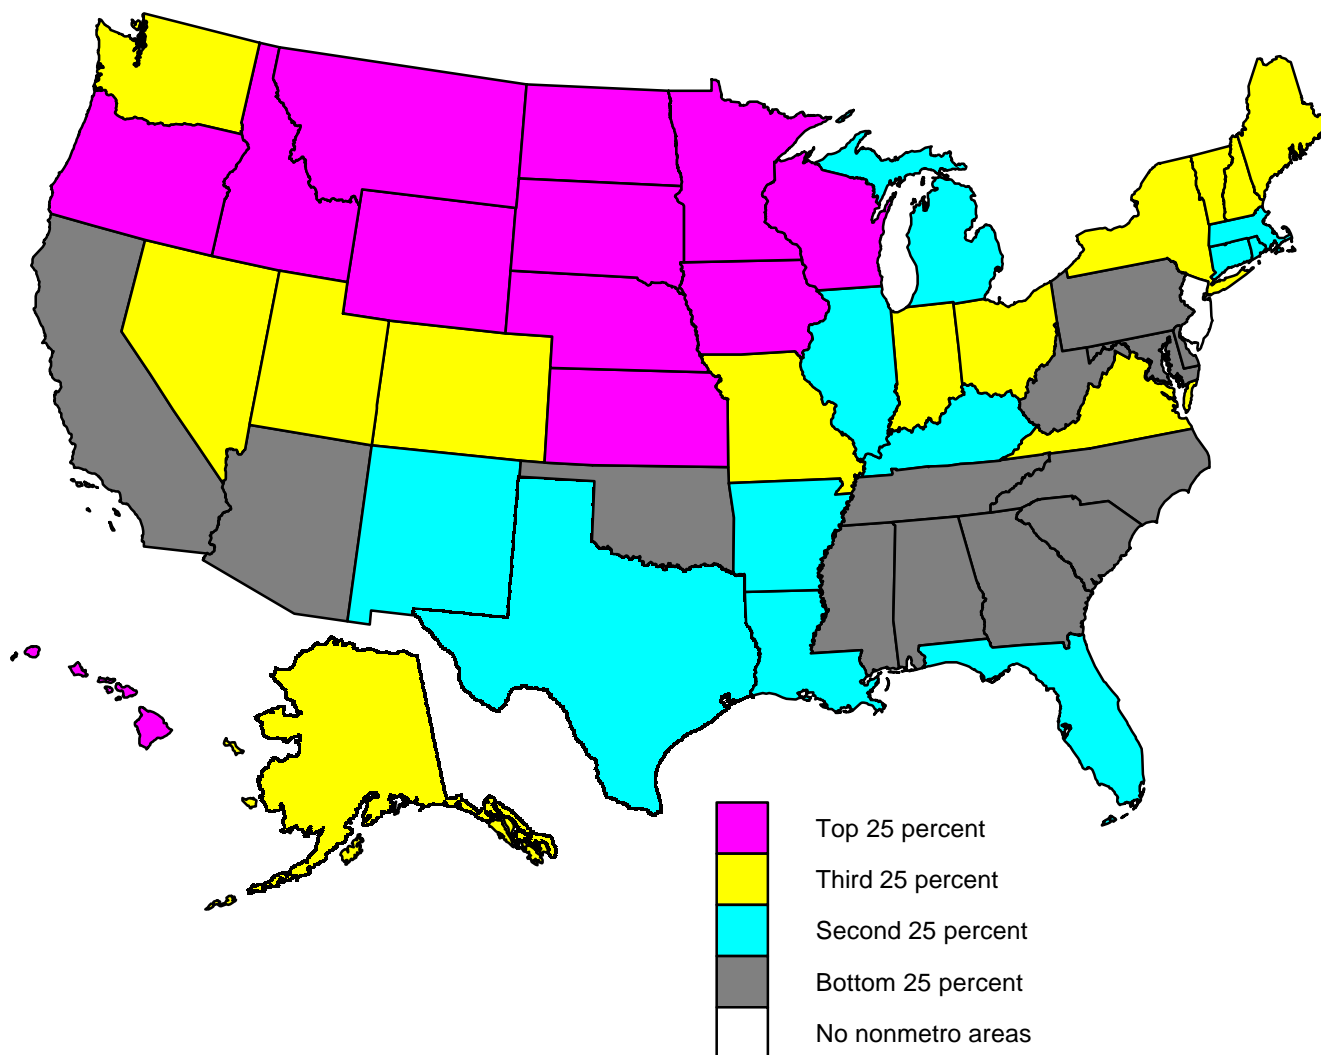 Top 25 percent
Third 25 percent
Second 25 percent
Bottom 25 percent
No nonmetro areas